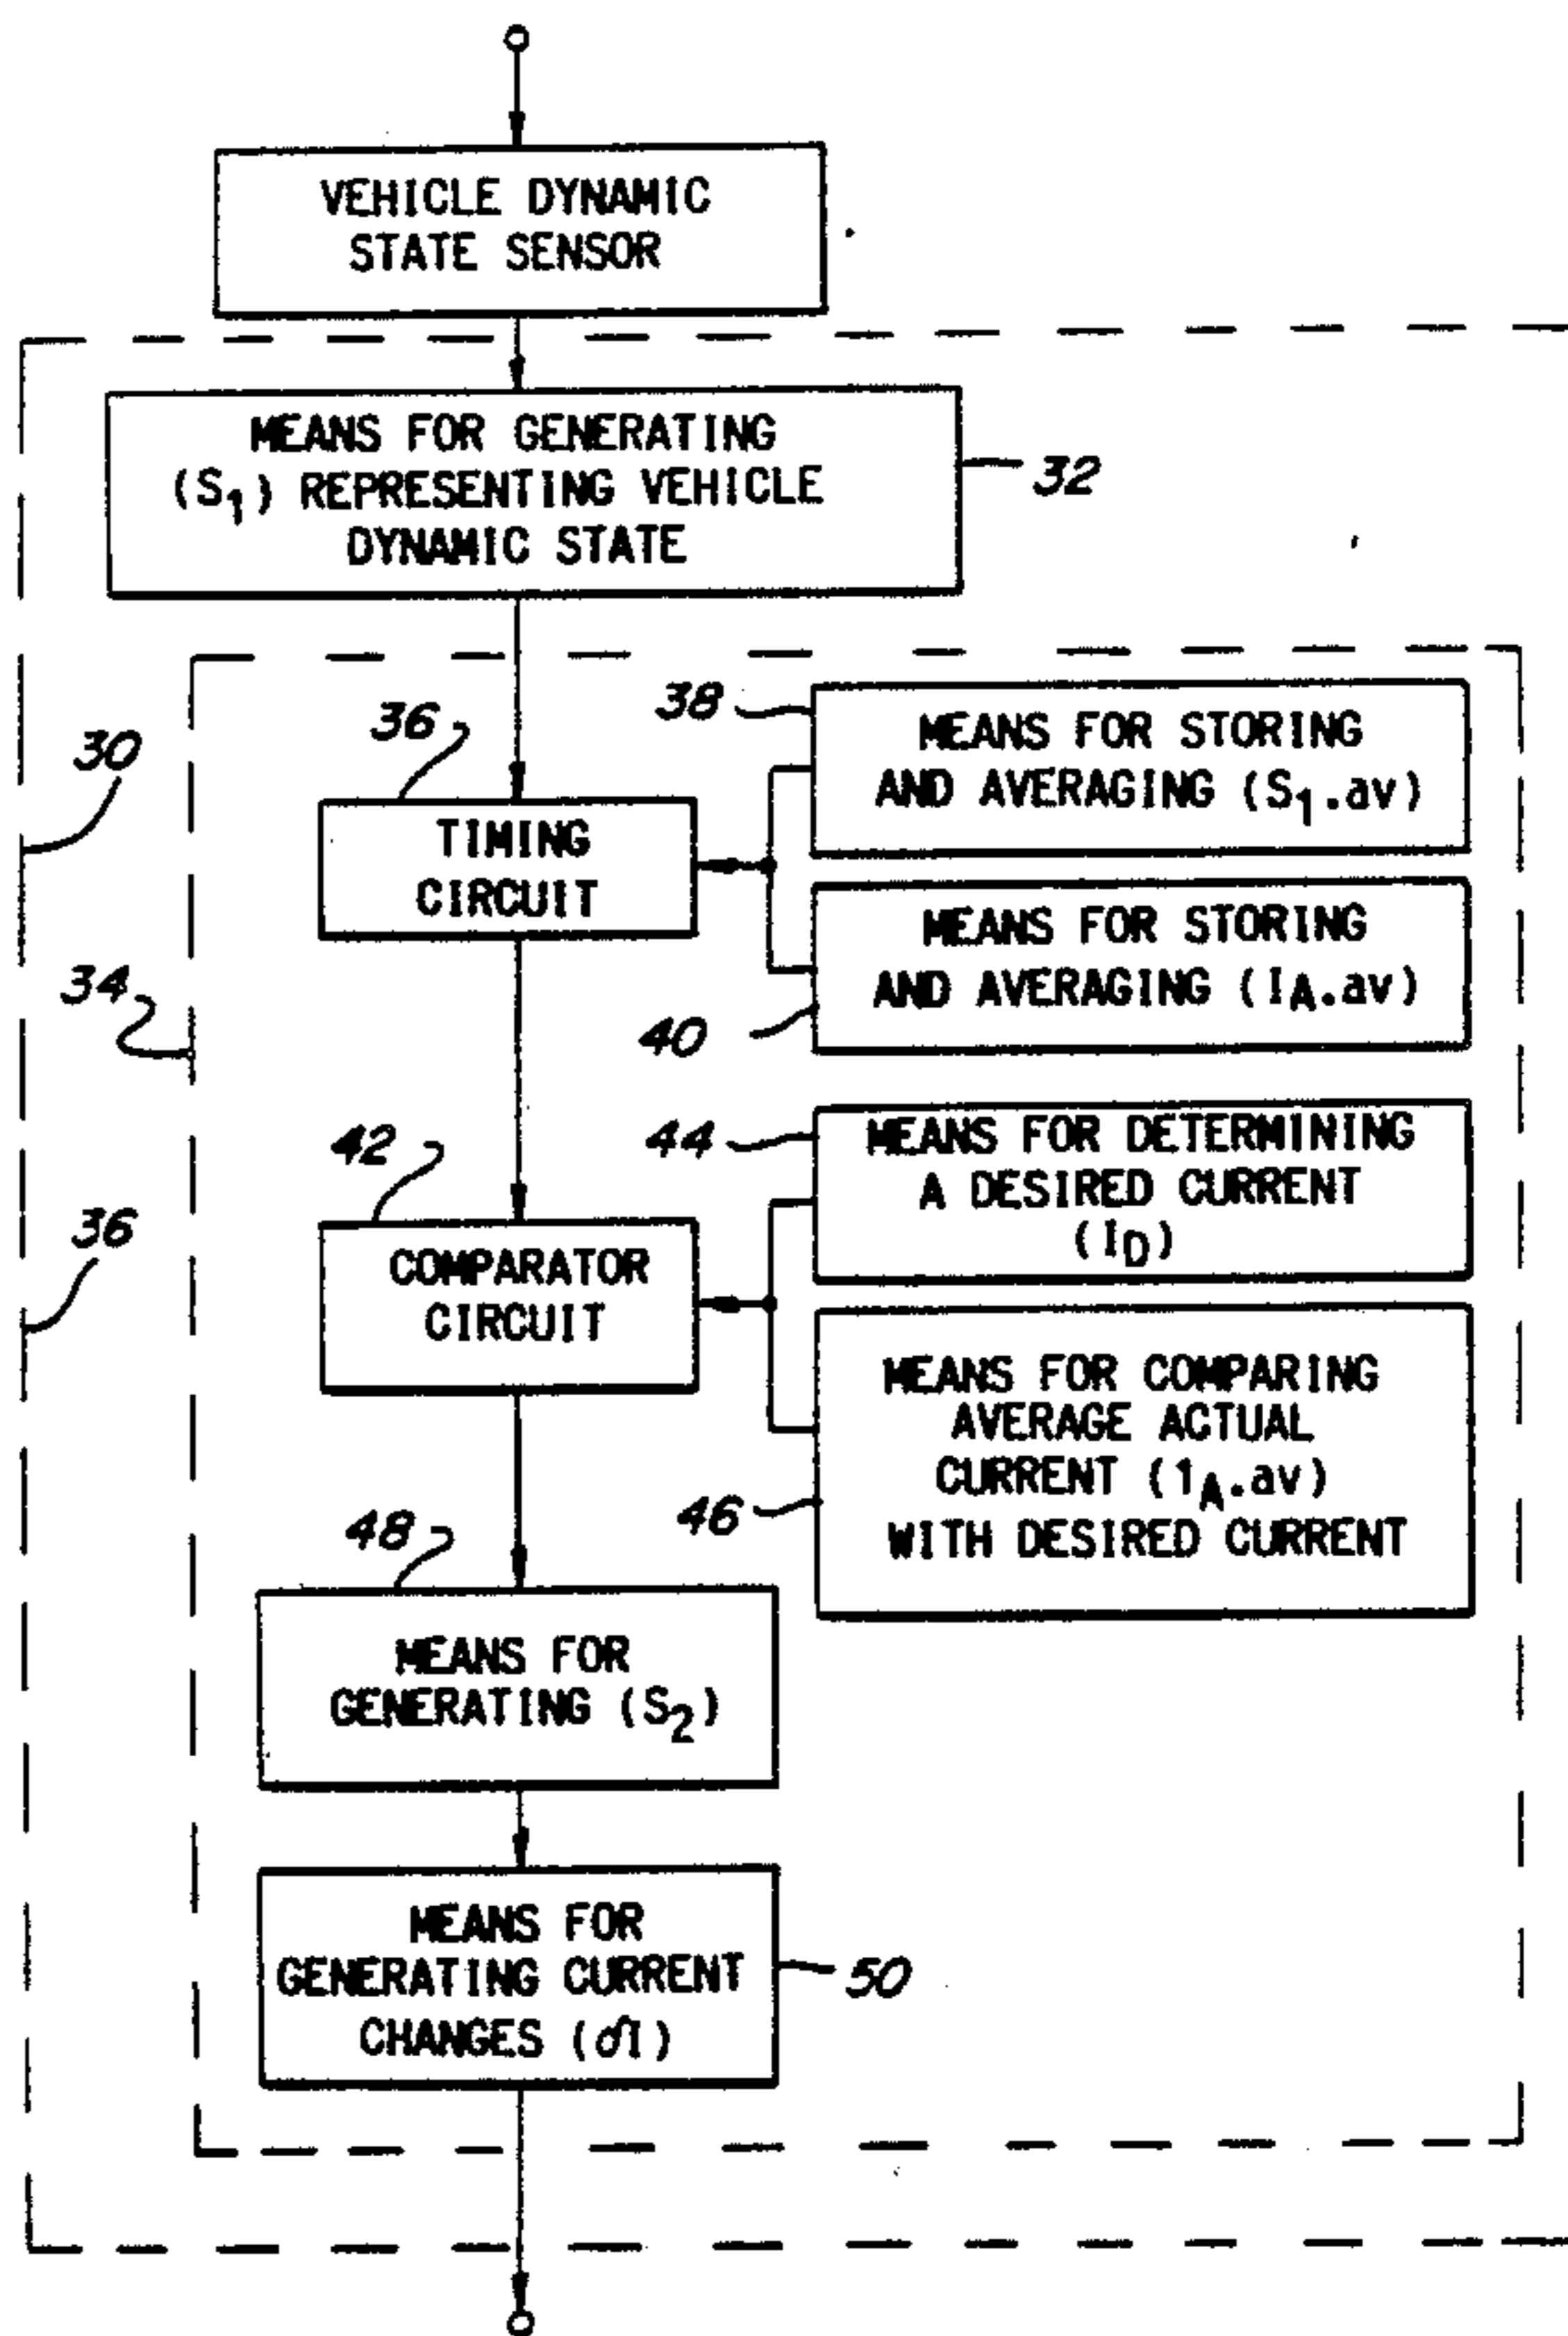 VEHICLE DYNAMIC
STATE SENSOR
MEANS FOR GENERATING
(S₁) REPRESENTING VEHICLE
DYNAMIC STATE
32
30
34
36
36
TIMING
CIRCUIT
38
MEANS FOR STORING
AND AVERAGING (S₁.av)
40
MEANS FOR STORING
AND AVERAGING (I_A.av)
42
COMPARATOR
CIRCUIT
44
MEANS FOR DETERMINING
A DESIRED CURRENT
(I_D)
46
MEANS FOR COMPARING
AVERAGE ACTUAL
CURRENT (1_A.av)
WITH DESIRED CURRENT
48
MEANS FOR
GENERATING (S₂)
MEANS FOR
GENERATING CURRENT
CHANGES (δI)
50